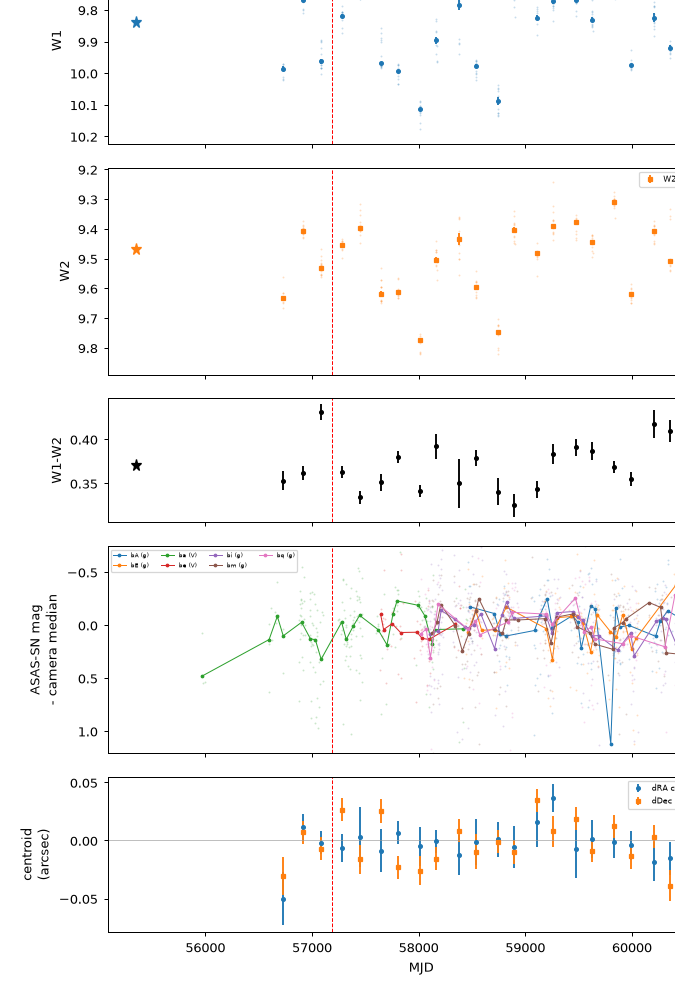 9.8
9.9
10.0
10.1
10.2
W1
9.2
9.3
9.4
9.5
9.6
9.7
9.8
W2
W2
0.40
0.35
W1-W2
−0.5
0.0
0.5
1.0
ASAS-SN mag
- camera median
bA (g)
bE (g)
ba (V)
be (V)
bi (g)
bm (g)
bq (g)
0.05
0.00
−0.05
centroid
(arcsec)
dRA c
dDec
56000
57000
58000
59000
60000
MJD